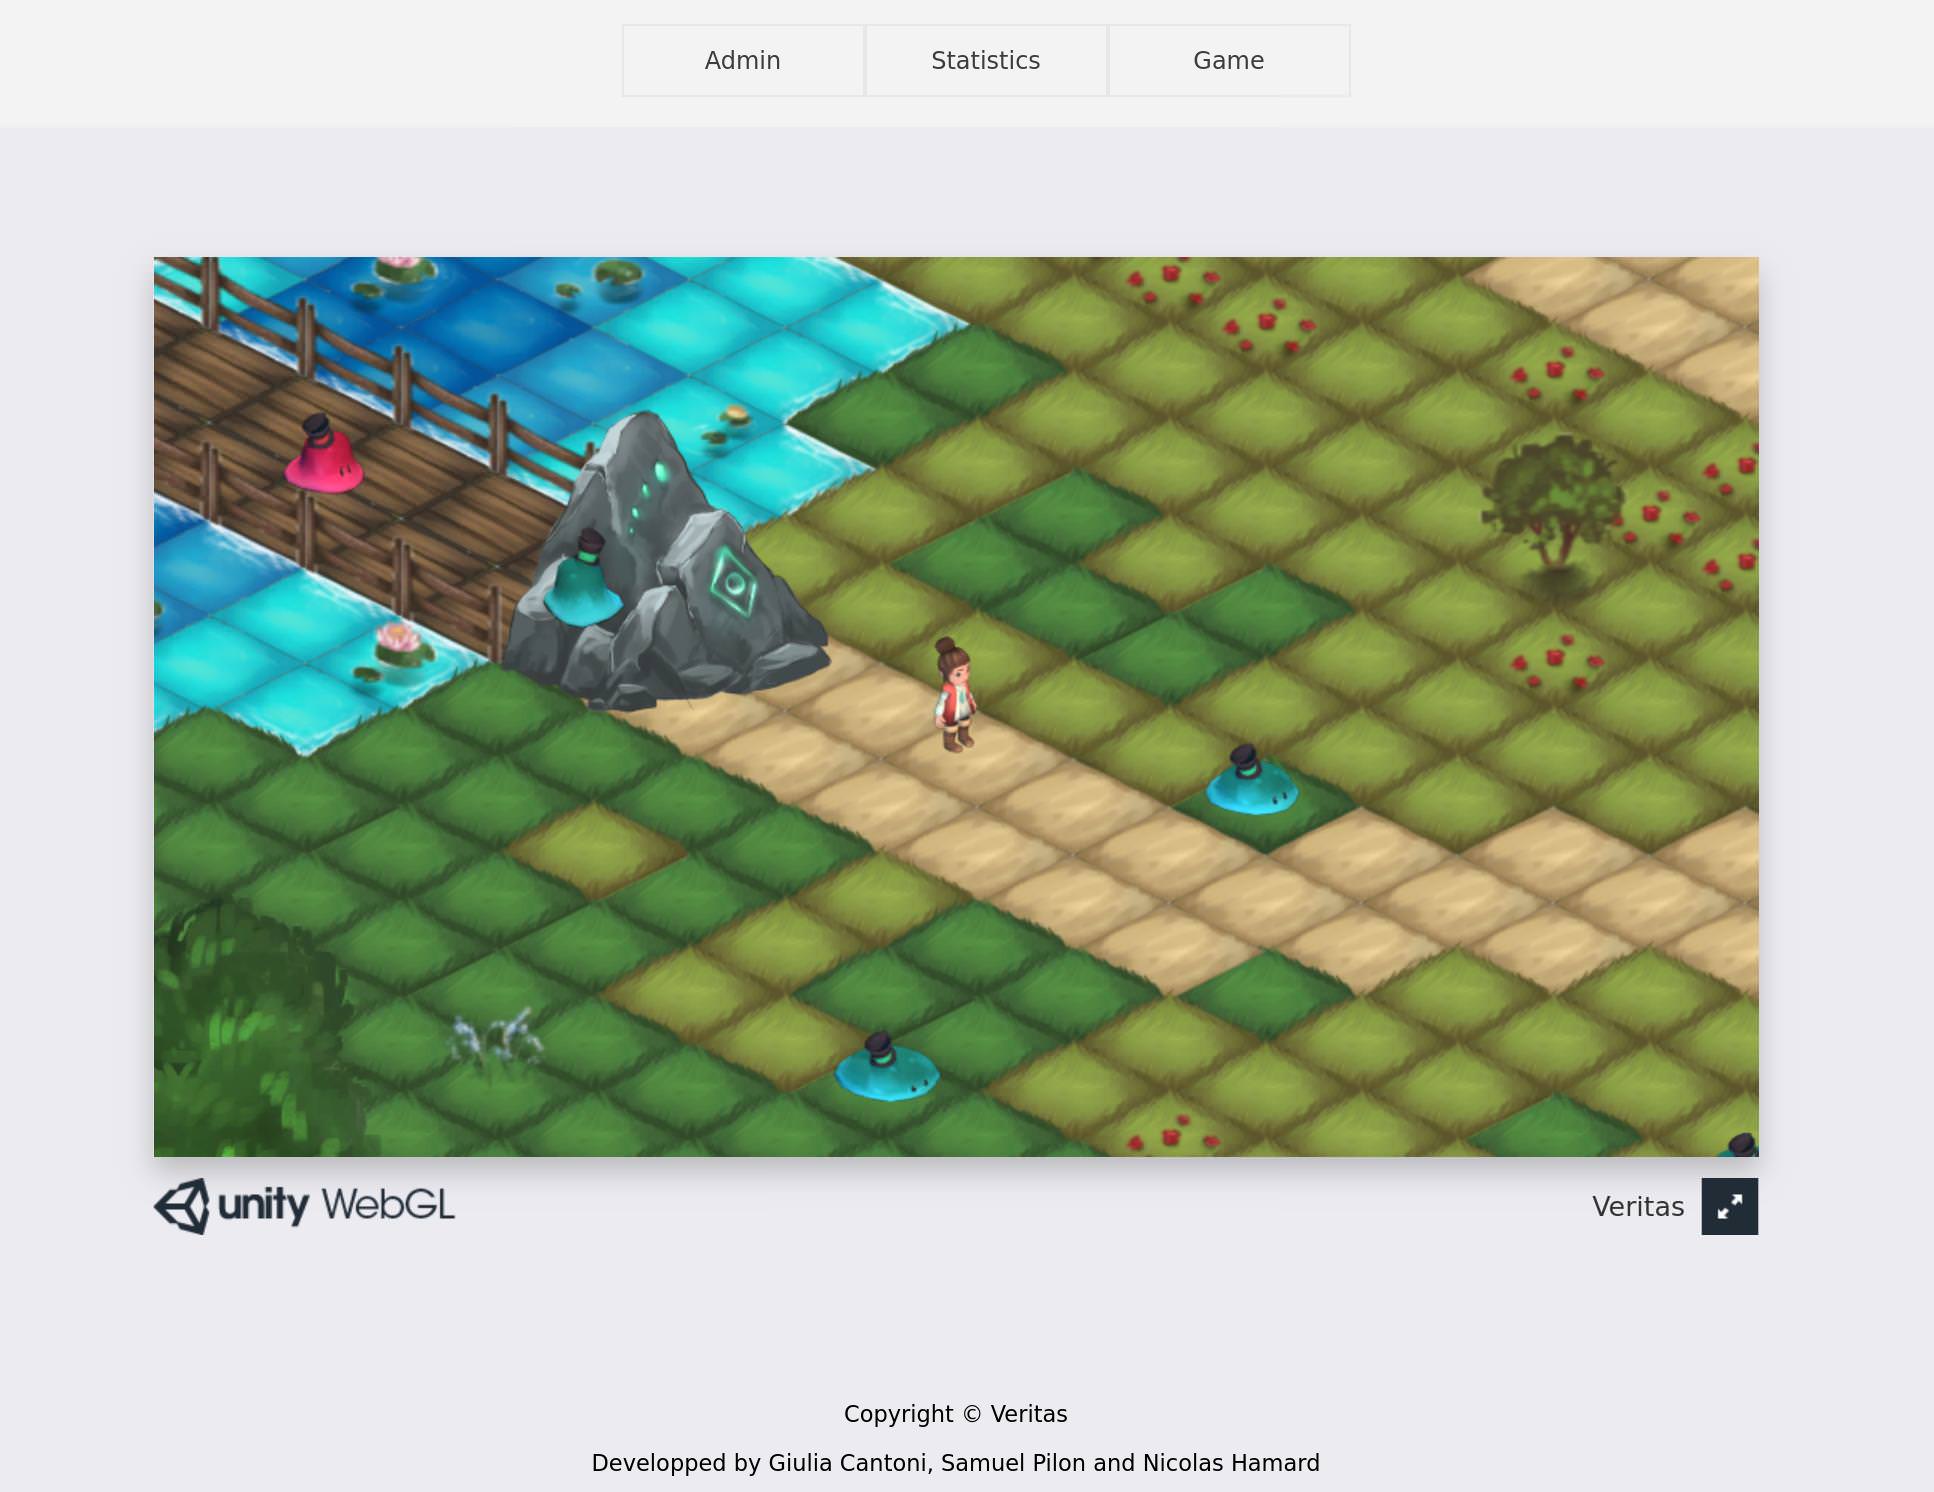 Admin
Statistics
Game
unity WebGL
Veritas
Copyright © Veritas
Developped by Giulia Cantoni, Samuel Pilon and Nicolas Hamard